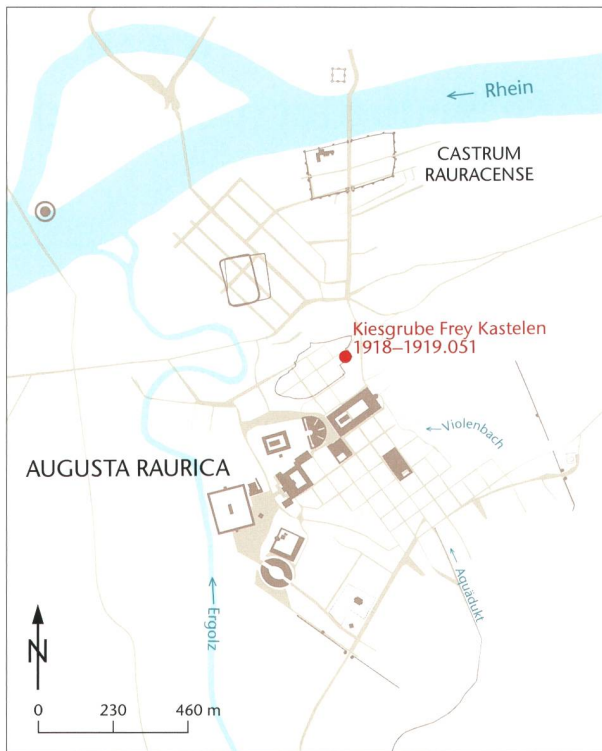 Rhein
CASTRUM
RAURACENSE
Kiesgrube Frey Kastelen
1918–1919.051
Violenbach
AUGUSTA RAURICA
Aquädukt
Ergolz
N
0 230 460 m